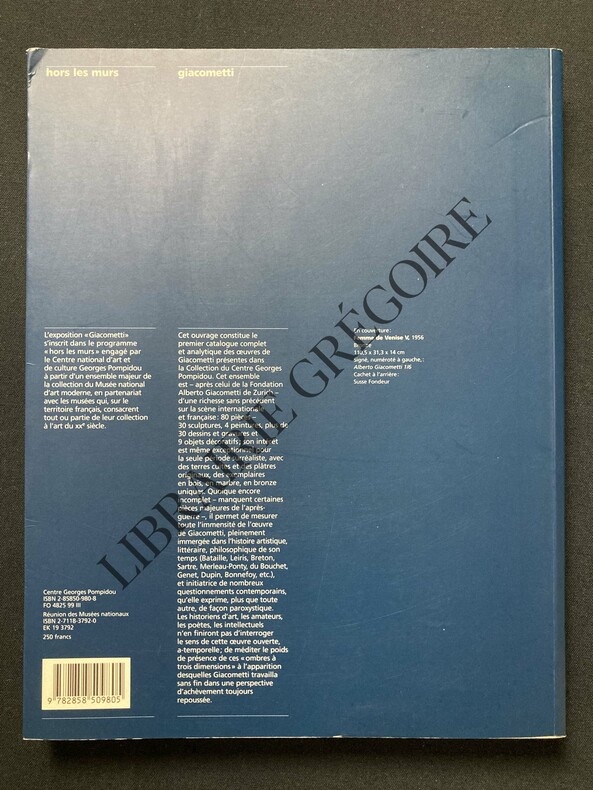 hors les murs
giacometti
L'exposition «Giacometti»
s'inscrit dans le programme
«hors les murs» engagé par
le Centre national d'art et
de culture Georges Pompidou
à partir d'un ensemble majeur de
la collection du Musée national
d'art moderne, en partenariat
avec les musées qui, sur le
territoire français, consacrent
tout ou partie de leur collection
à l'art du XXe siècle.
Centre Georges Pompidou
ISBN 2-85850-980-8
FO 4825 99 III
Réunion des Musées nationaux
ISBN 2-7118-3792-0
EK 19 3792
250 francs
9 782858 509805
Cet ouvrage constitue le
premier catalogue complet
et analytique des œuvres de
Giacometti présentes dans
la Collection du Centre Georges
Pompidou. Cet ensemble
est – après celui de la Fondation
Alberto Giacometti de Zurich –
d'une richesse sans précédent
sur la scène internationale
et française : 80 pièces,
30 sculptures, 4 peintures, plus de
30 dessins et gravures et
9 objets décoratifs; son intérêt
est même pour
la seule période surréaliste, avec
des terres cuites et des plâtres
originaux, des exemplaires
en bois, en marbre, en bronze
uniques. Quoique encore
incomplet – manquent certaines
pièces majeures de l'après-
guerre –, il permet de mesurer
toute l'immensité de l'œuvre
de Giacometti, pleinement
immergée dans l'histoire artistique,
littéraire, philosophique de son
temps (Bataille, Leiris, Breton,
Sartre, Merleau-Ponty, du Bouchet,
Genet, Dupin, Bonnefoy, etc.),
et initiatrice de nombreux
questionnements contemporains,
qu'elle exprime, plus que toute
autre, de façon paroxystique.
Les historiens d'art, les amateurs,
les poètes, les intellectuels
n'en finiront pas d'interroger
le sens de cette œuvre ouverte,
a-temporelle; de méditer le poids
de présence de ces «ombres à
trois dimensions» à l'apparition
desquelles Giacometti travailla
sans fin dans une perspective
d'achèvement toujours
repoussée.
En couverture :
Femme de Venise V, 1956
Bronze
31,3 x 14 cm
Signé, numéroté à gauche, :
Alberto Giacometti 1/6
Cachet à l'arrière :
Susse Fondeur
LIBRAIRIE GRÉGOIRE